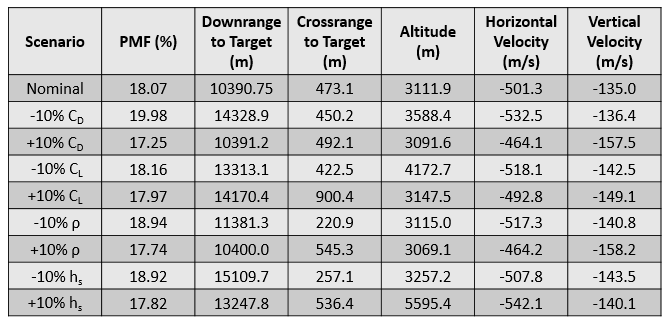 Scenario PMF (%) Downrange to Target (m) Crossrange to Target (m) Altitude (m) Horizontal Velocity (m/s) Vertical Velocity (m/s)
Nominal 18.07 10390.75 473.1 3111.9 -501.3 -135.0
-10% C_D 19.98 14328.9 450.2 3588.4 -532.5 -136.4
+10% C_D 17.25 10391.2 492.1 3091.6 -464.1 -157.5
-10% C_L 18.16 13313.1 422.5 4172.7 -518.1 -142.5
+10% C_L 17.97 14170.4 900.4 3147.5 -492.8 -149.1
-10% ρ 18.94 11381.3 220.9 3115.0 -517.3 -140.8
+10% ρ 17.74 10400.0 545.3 3069.1 -464.2 -158.2
-10% h_s 18.92 15109.7 257.1 3257.2 -507.8 -143.5
+10% h_s 17.82 13247.8 536.4 5595.4 -542.1 -140.1